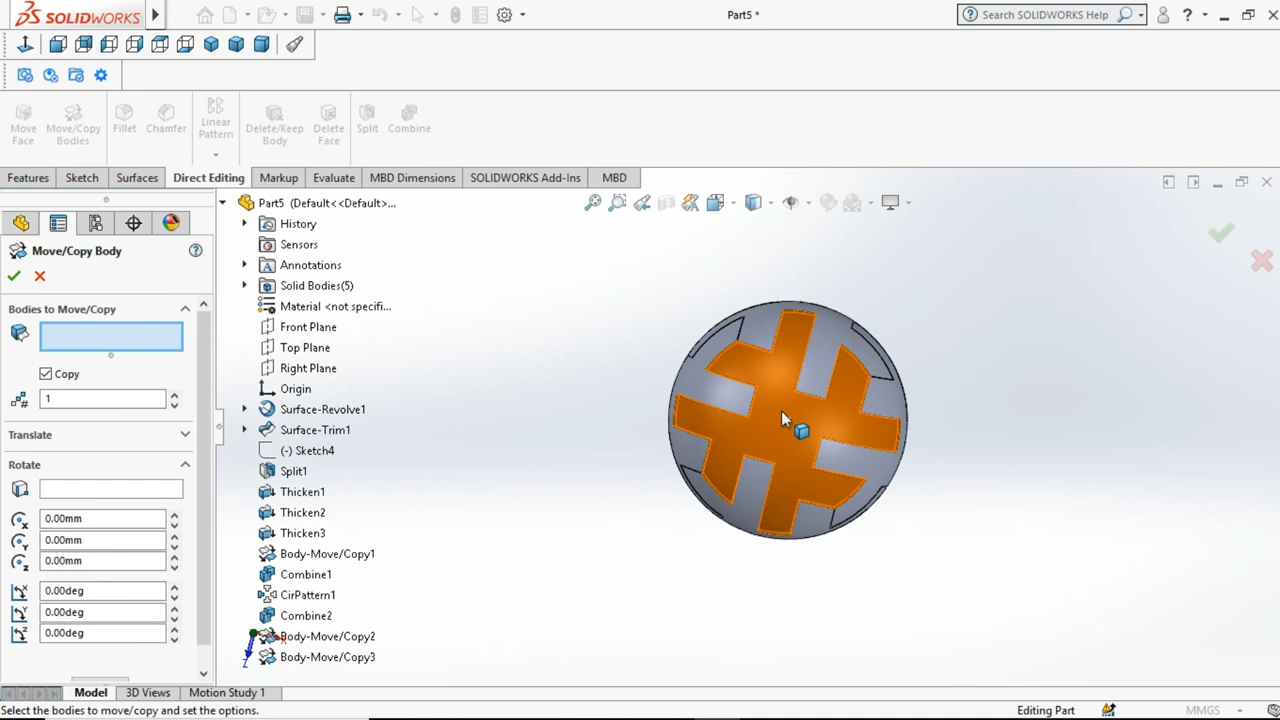 SOLIDWORKS
Part5 *
Search SOLIDWORKS Help
Move Face
Move/Copy Bodies
Fillet
Chamfer
Linear Pattern
Delete/Keep Body
Delete Face
Split
Combine
Features
Sketch
Surfaces
Direct Editing
Markup
Evaluate
MBD Dimensions
SOLIDWORKS Add-Ins
MBD
Move/Copy Body
Bodies to Move/Copy
Copy
1
Translate
Rotate
0.00mm
0.00mm
0.00mm
0.00deg
0.00deg
0.00deg
Part5 (Default<<Default>...
History
Sensors
Annotations
Solid Bodies(5)
Material <not specifi...
Front Plane
Top Plane
Right Plane
Origin
Surface-Revolve1
Surface-Trim1
(-) Sketch4
Split1
Thicken1
Thicken2
Thicken3
Body-Move/Copy1
Combine1
CirPattern1
Combine2
Body-Move/Copy2
Body-Move/Copy3
Z
Model
3D Views
Motion Study 1
Select the bodies to move/copy and set the options.
Editing Part
MMGS